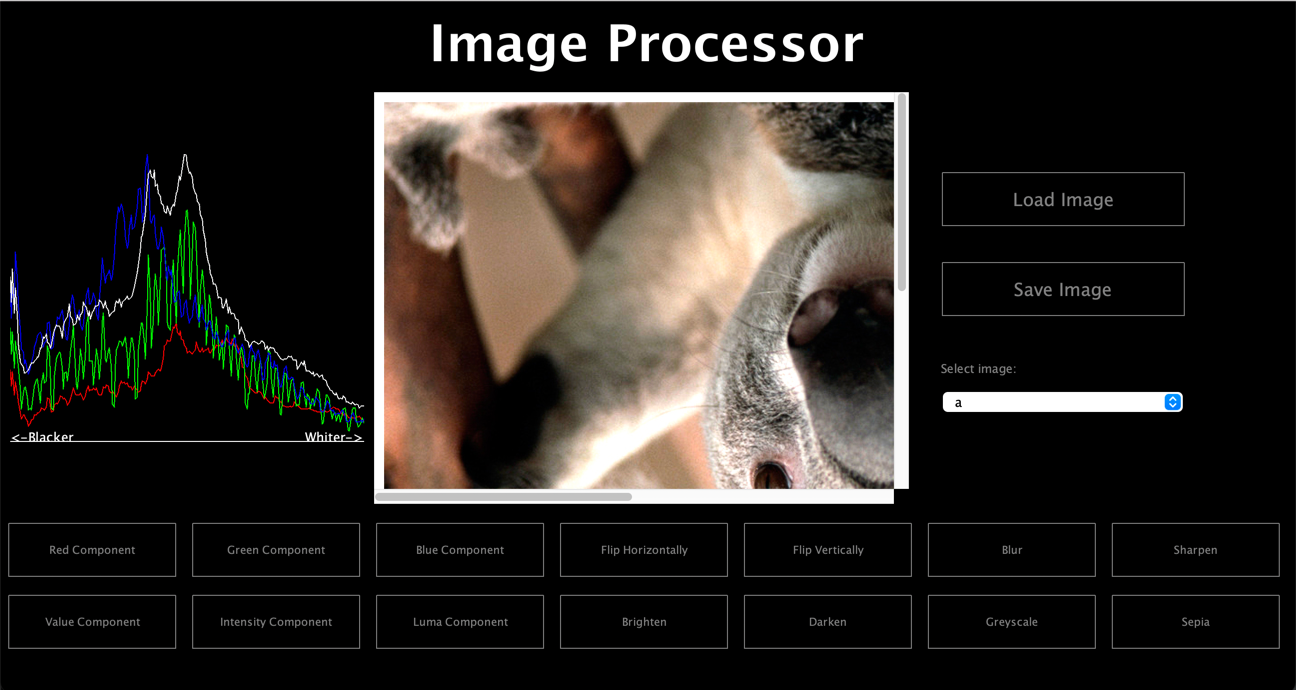 Image Processor
Load Image
Save Image
Select image:
a
<-Blacker
Whiter->
Red Component
Green Component
Blue Component
Flip Horizontally
Flip Vertically
Blur
Sharpen
Value Component
Intensity Component
Luma Component
Brighten
Darken
Greyscale
Sepia